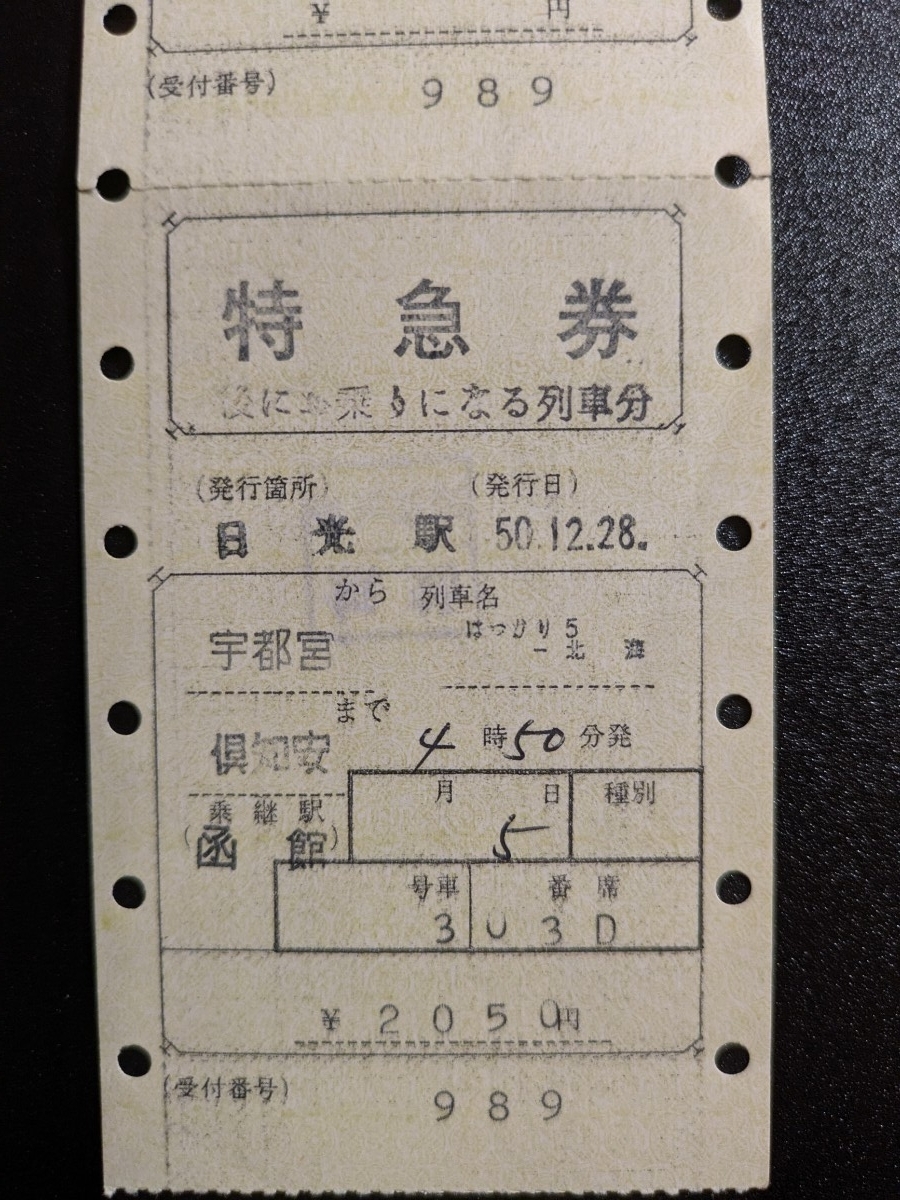 ¥ 円
(受付番号) 989
特急券
後にお乗りになる列車分
(発行箇所) (発行日)
日光駅 50.12.28.
から 列車名
宇都宮 はつかり5
-北海
まで
倶知安 4時50分発
乗継駅 月 日 種別
(函館) 5
号車 番席
3 03D
¥2050円
(受付番号) 989